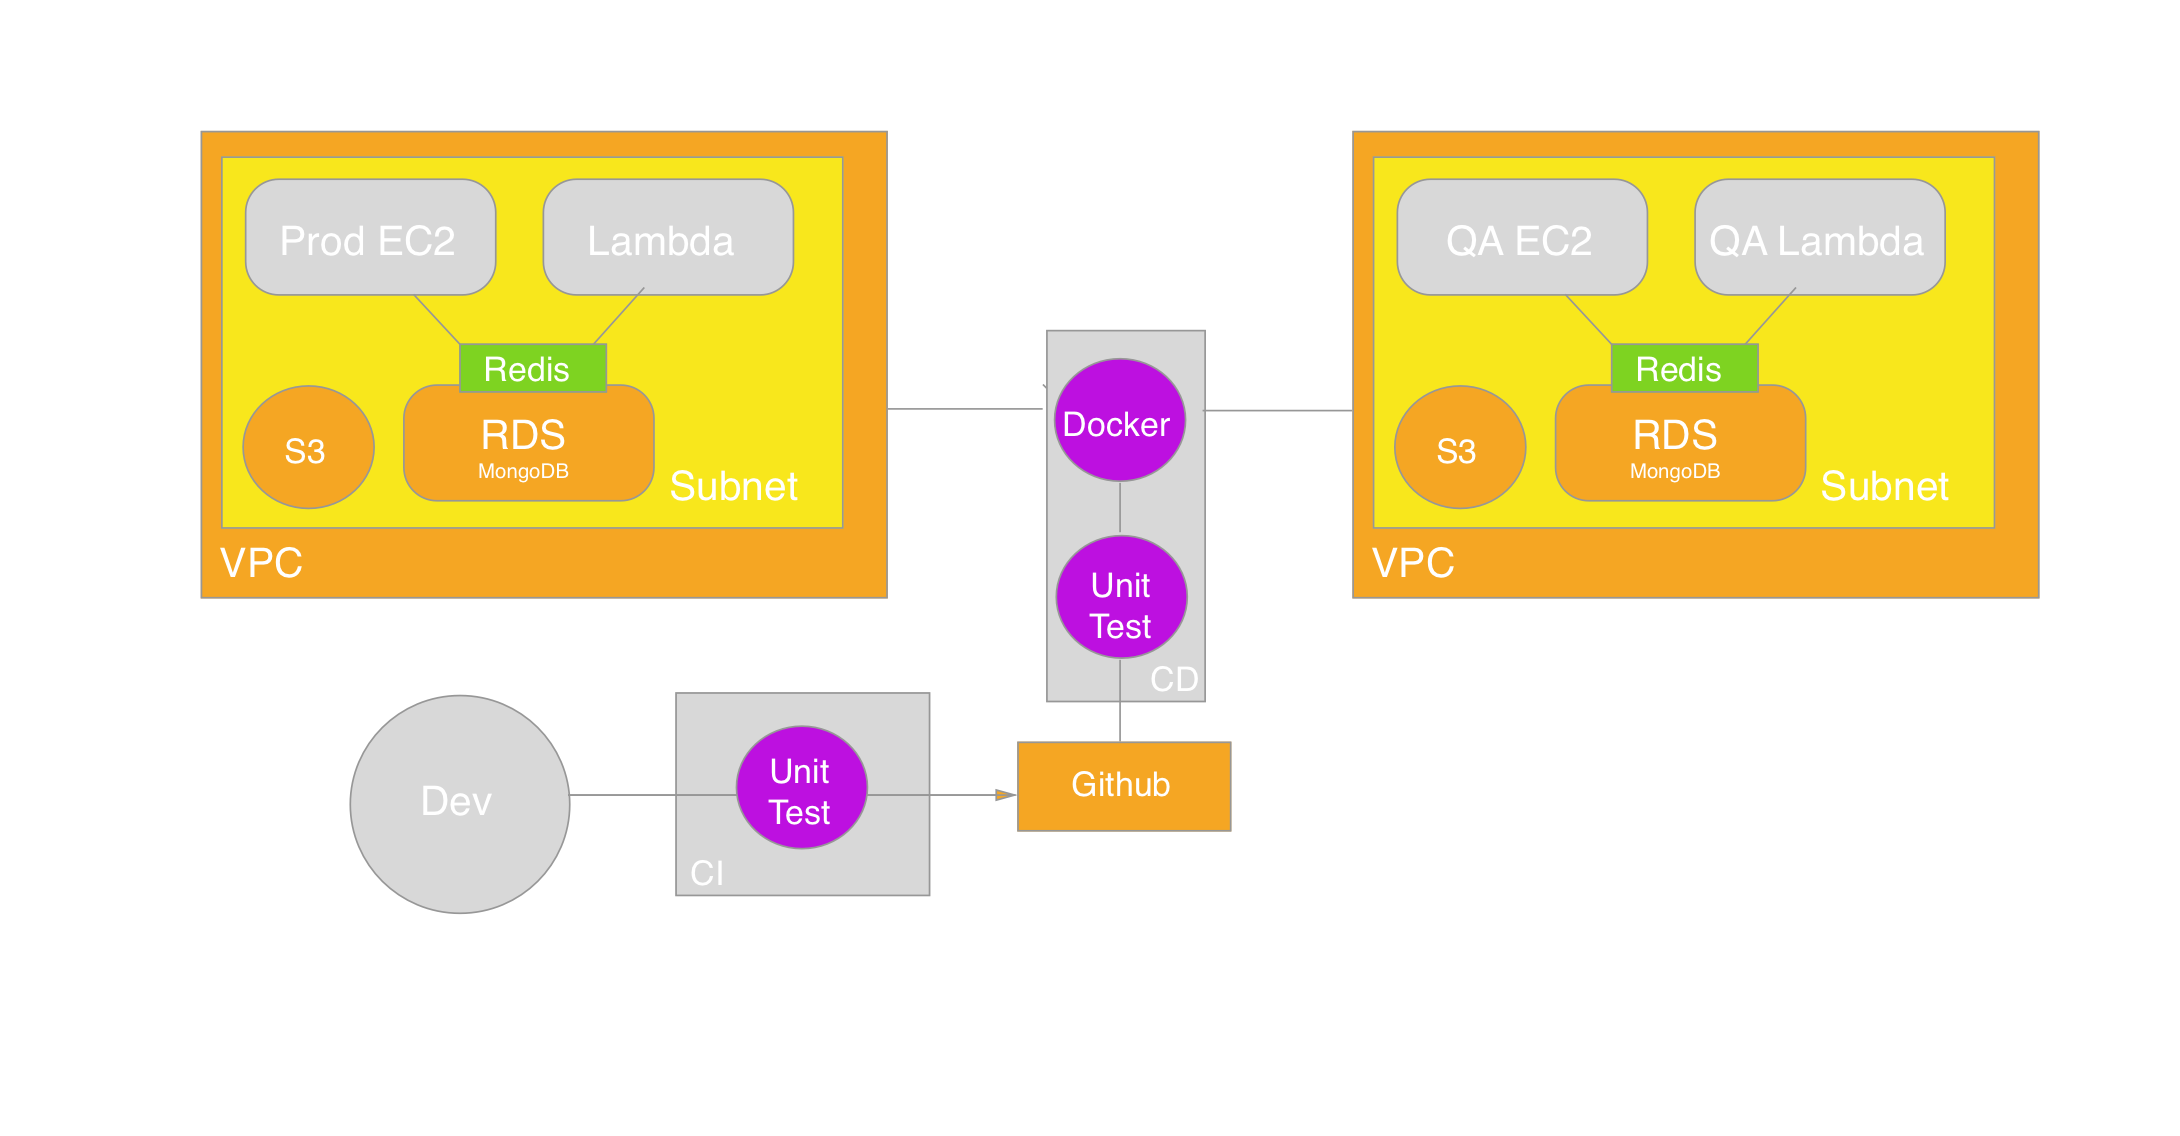 Prod EC2
Lambda
Redis
S3
RDS
MongoDB
Subnet
VPC
QA EC2
QA Lambda
Redis
S3
RDS
MongoDB
Subnet
VPC
Docker
Unit
Test
CD
Dev
Unit
Test
CI
Github